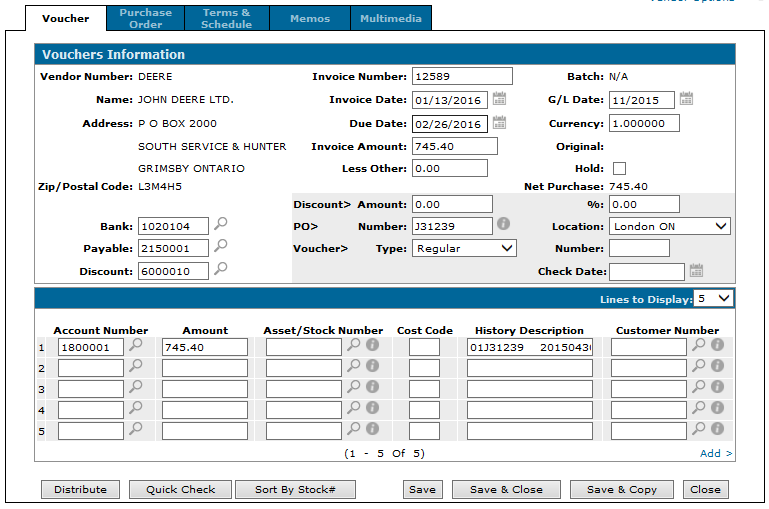 Vendor Options
Voucher Purchase Order Terms & Schedule Memos Multimedia
Vouchers Information
Vendor Number: DEERE Invoice Number: 12589 Batch: N/A
Name: JOHN DEERE LTD. Invoice Date: 01/13/2016 G/L Date: 11/2015
Address: P O BOX 2000 Due Date: 02/26/2016 Currency: 1.000000
SOUTH SERVICE & HUNTER Invoice Amount: 745.40 Original:
GRIMSBY ONTARIO Less Other: 0.00 Hold:
Zip/Postal Code: L3M4H5 Net Purchase: 745.40
Discount> Amount: 0.00 %: 0.00
Bank: 1020104 PO> Number: J31239 Location: London ON
Payable: 2150001 Voucher> Type: Regular Number:
Discount: 6000010 Check Date:
Lines to Display: 5
Account Number Amount Asset/Stock Number Cost Code History Description Customer Number
1 1800001 745.40 01J31239 2015043
2
3
4
5
(1 - 5 Of 5) Add >
Distribute Quick Check Sort By Stock# Save Save & Close Save & Copy Close